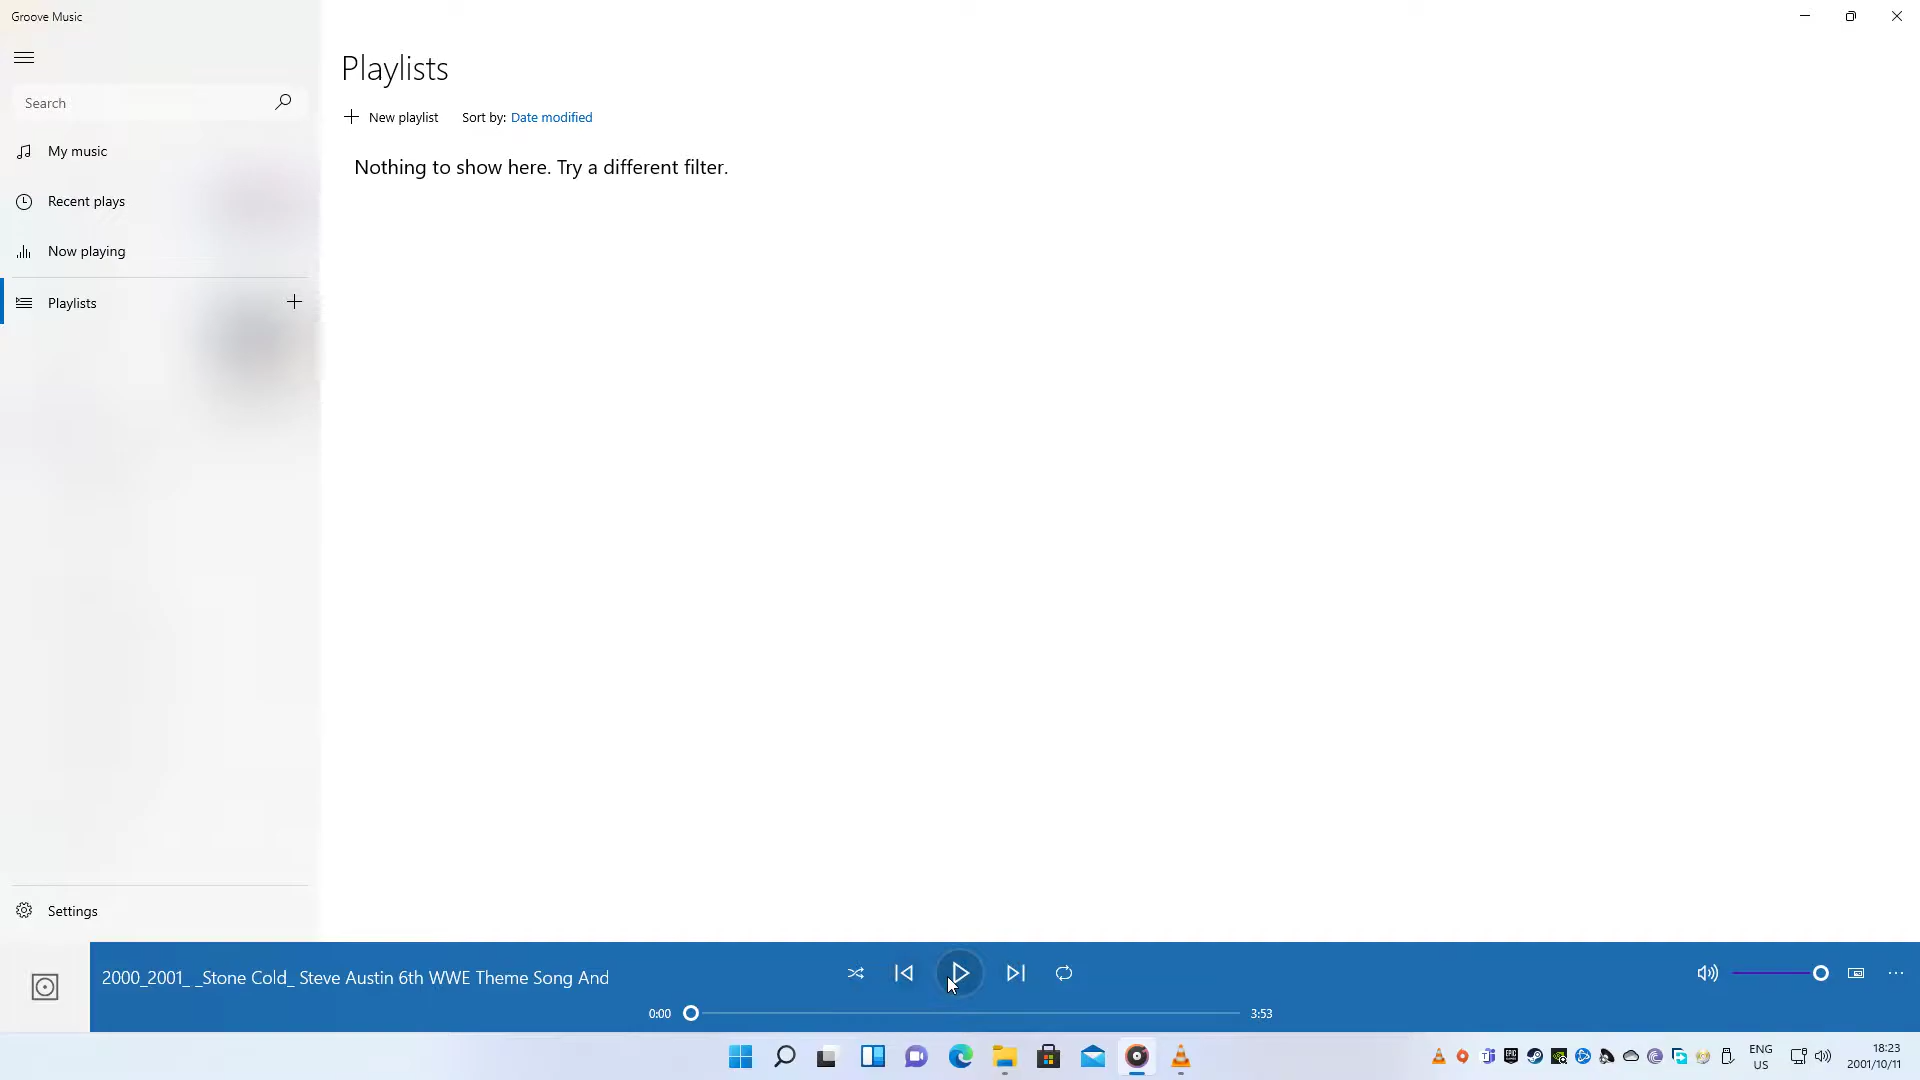 Groove Music
Search
My music
Recent plays
Now playing
Playlists
Settings
Playlists
New playlist
Sort by: Date modified
Nothing to show here. Try a different filter.
2000_2001_ _Stone Cold_ Steve Austin 6th WWE Theme Song And
0:00
3:53
ENG
US
18:23
2001/10/11